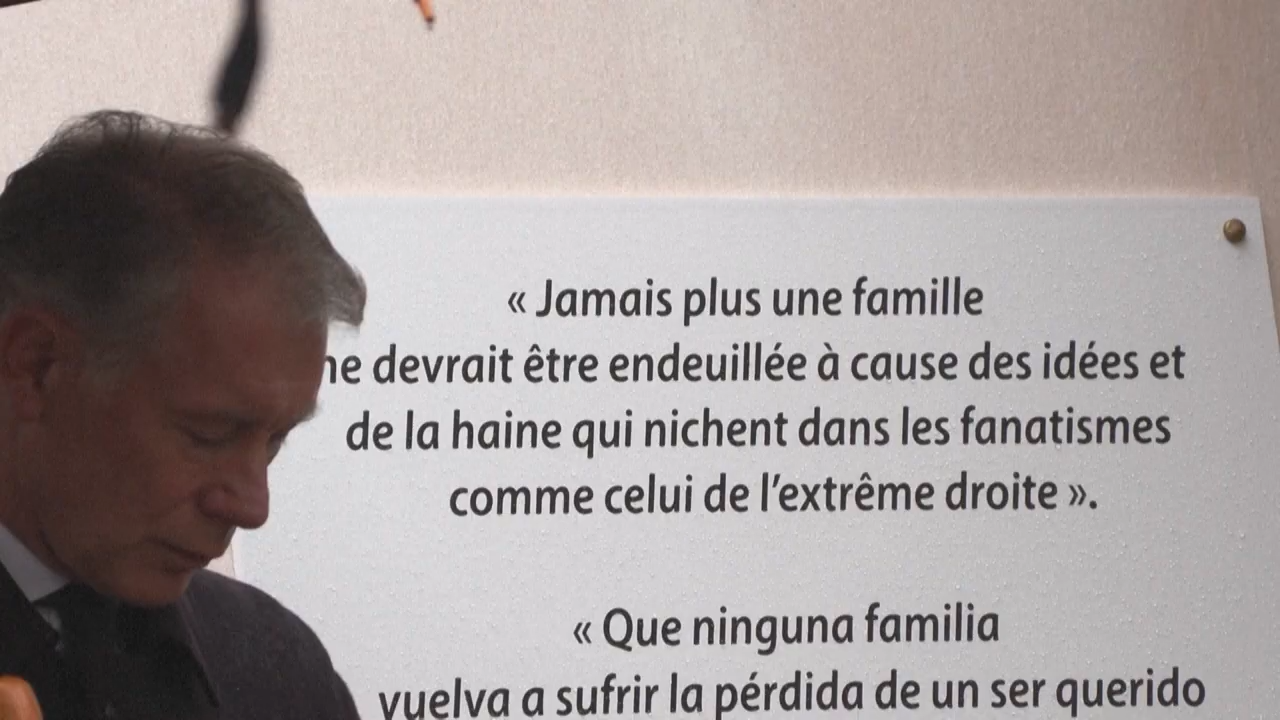 « Jamais plus une famille
ne devrait être endeuillée à cause des idées et
de la haine qui nichent dans les fanatismes
comme celui de l’extrême droite ».
« Que ninguna familia
vuelva a sufrir la pérdida de un ser querido